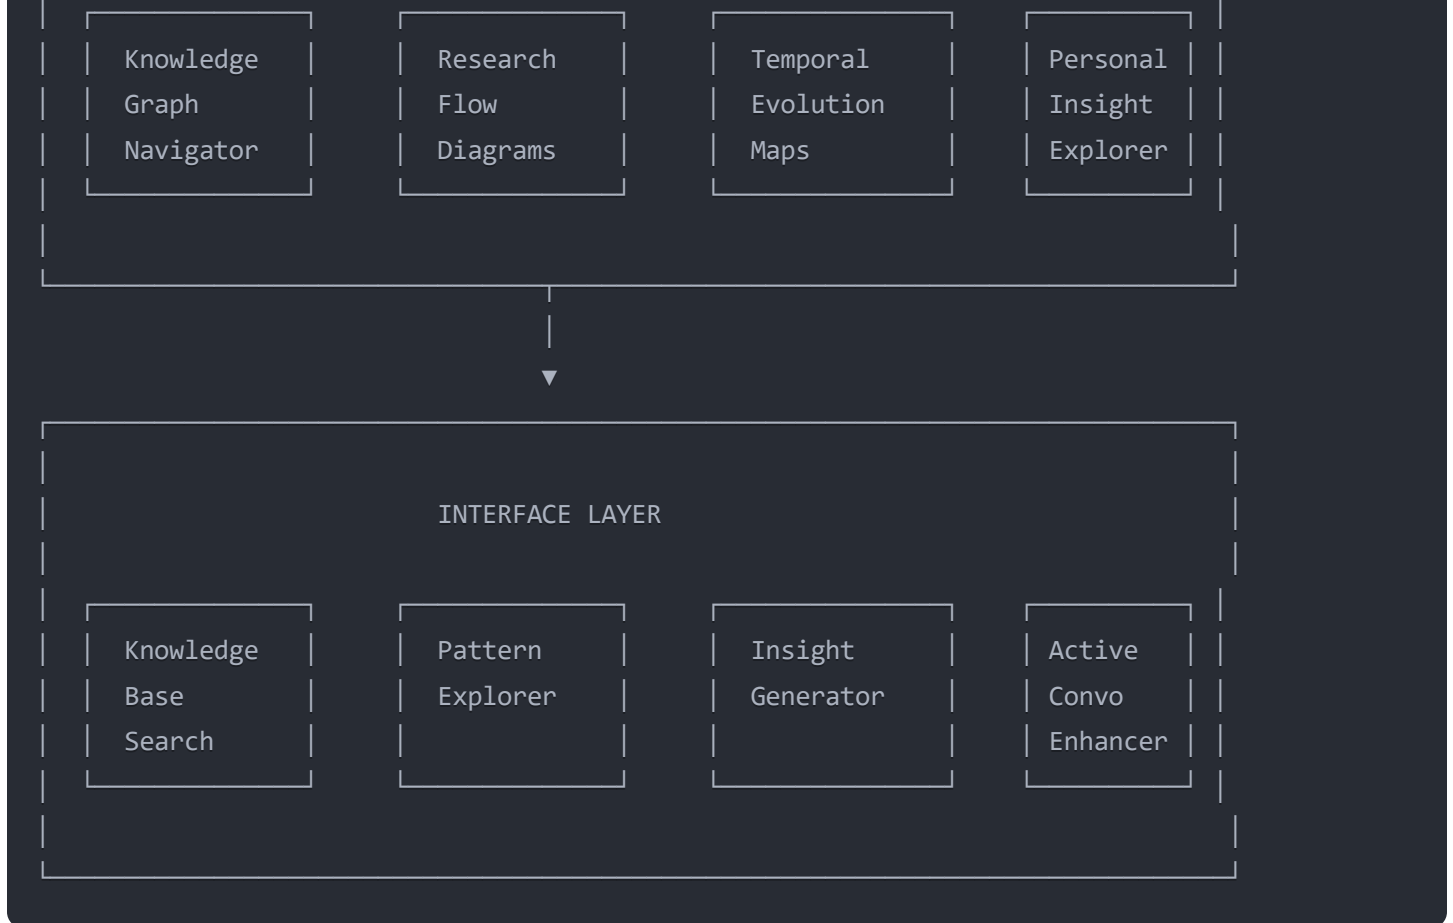 Knowledge Research Temporal Personal
Graph Flow Evolution Insight
Navigator Diagrams Maps Explorer
▼
INTERFACE LAYER
Knowledge Pattern Insight Active
Base Explorer Generator Convo
Search Enhancer